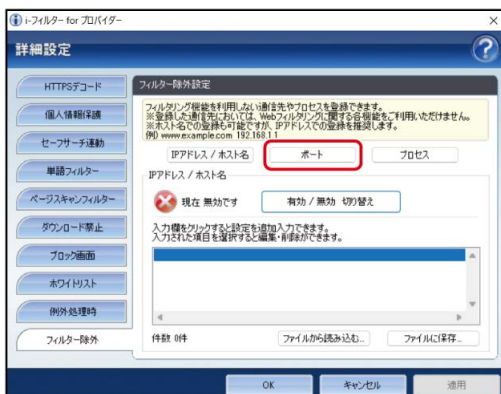 i-フィルター for プロバイダー
詳細設定
HTTPSデコード
個人情報保護
セーフサーチ連動
単語フィルター
ページスキャンフィルター
ダウンロード禁止
ブロック画面
ホワイトリスト
例外処理時
フィルター除外
フィルター除外設定
フィルタリング機能を利用しない通信先やプロセスを登録できます。
※登録した通信先においては、Webフィルタリングに関する各機能をご利用いただけません。
※ホスト名での登録も可能ですが、IPアドレスでの登録を推奨します。
例) www.example.com 192.168.1.1
IPアドレス / ホスト名 ポート プロセス
IPアドレス / ホスト名
現在 無効です 有効 / 無効 切り替え
入力欄をクリックすると設定を追加入力できます。
入力された項目を選択すると編集・削除ができます。
件数 0件 ファイルから読み込む... ファイルに保存...
OK キャンセル 適用